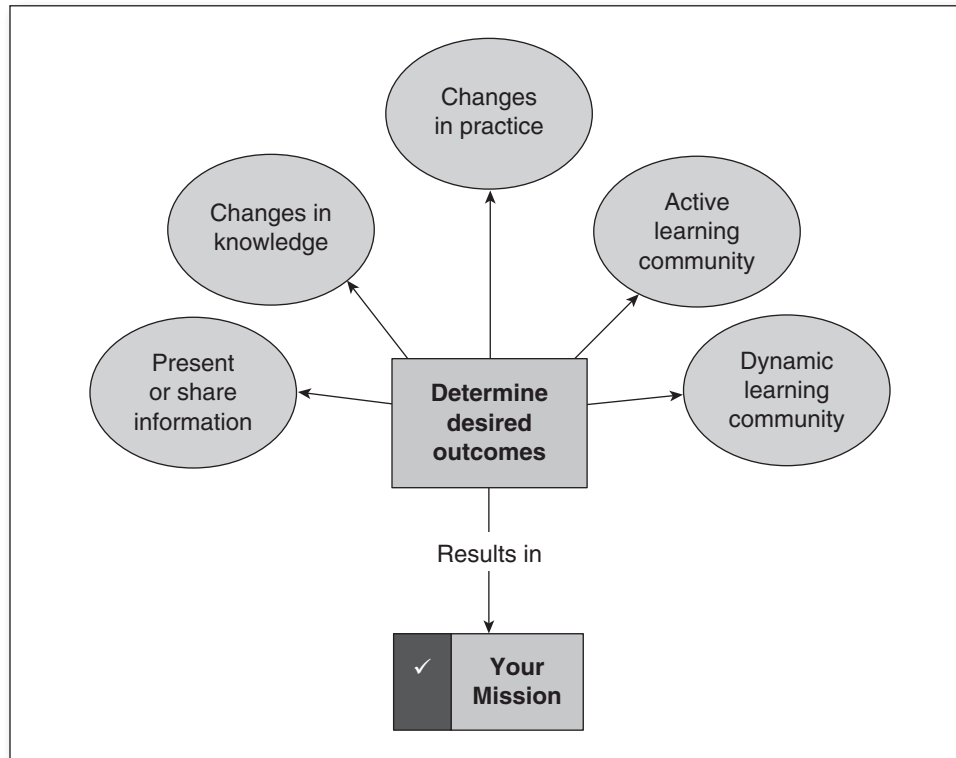 Changes
in practice
Changes in
knowledge
Active
learning
community
Present
or share
information
Dynamic
learning
community
Determine
desired
outcomes
Results in
✓
Your
Mission